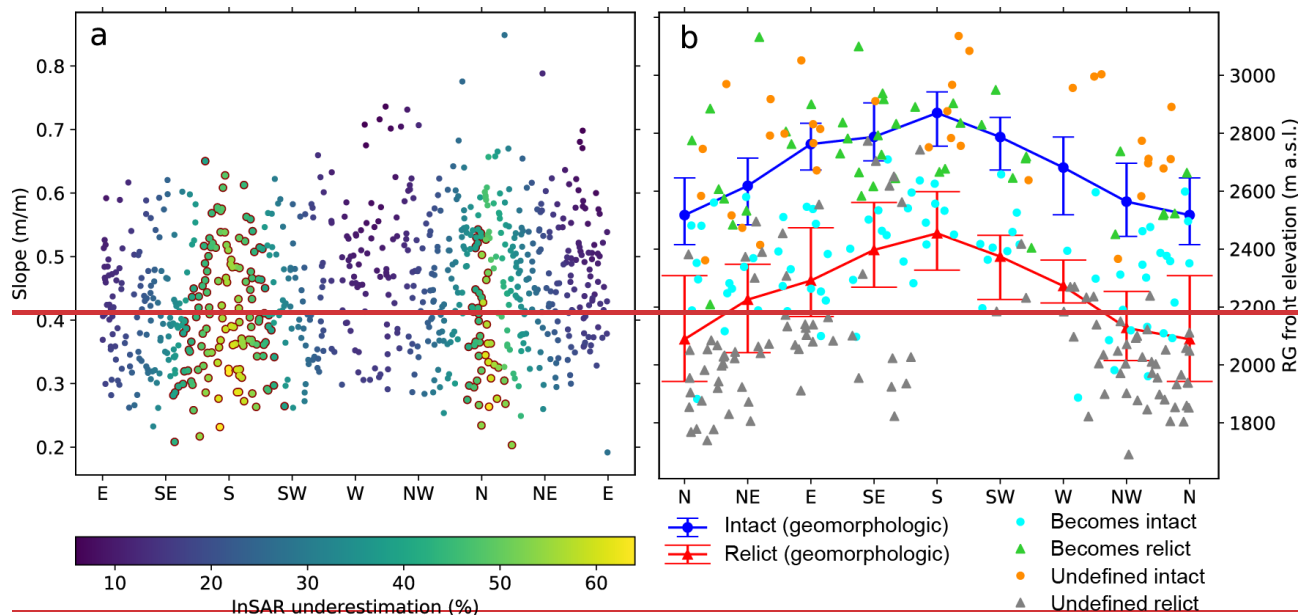 a
Slope (m/m)
0.8
0.7
0.6
0.5
0.4
0.3
0.2
E SE S SW W NW N NE E
10 20 30 40 50 60
InSAR underestimation (%)
b
3000
2800
2600
2400
2200
2000
1800
RG front elevation (m a.s.l.)
N NE E SE S SW W NW N
Intact (geomorphologic)
Relict (geomorphologic)
Becomes intact
Becomes relict
Undefined intact
Undefined relict